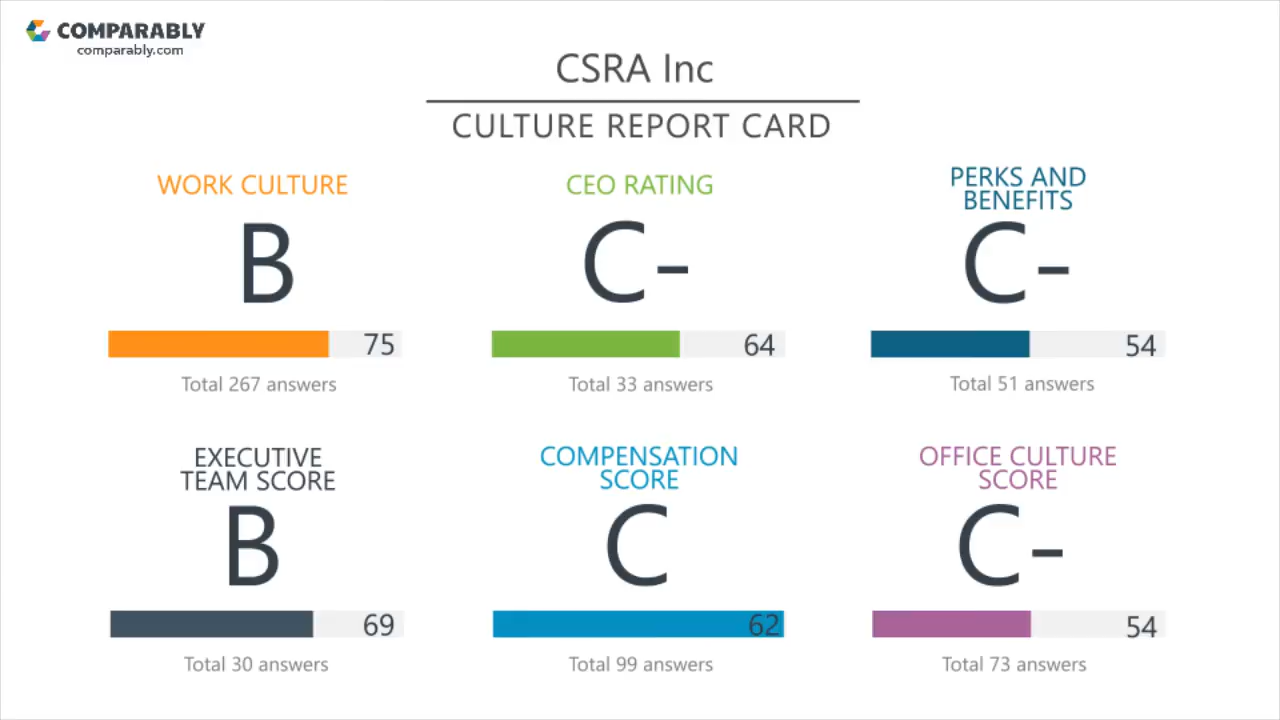 COMPARABLY
comparably.com
CSRA Inc
CULTURE REPORT CARD
WORK CULTURE
B
75
Total 267 answers
CEO RATING
C-
64
Total 33 answers
PERKS AND
BENEFITS
C-
54
Total 51 answers
EXECUTIVE
TEAM SCORE
B
69
Total 30 answers
COMPENSATION
SCORE
C
62
Total 99 answers
OFFICE CULTURE
SCORE
C-
54
Total 73 answers